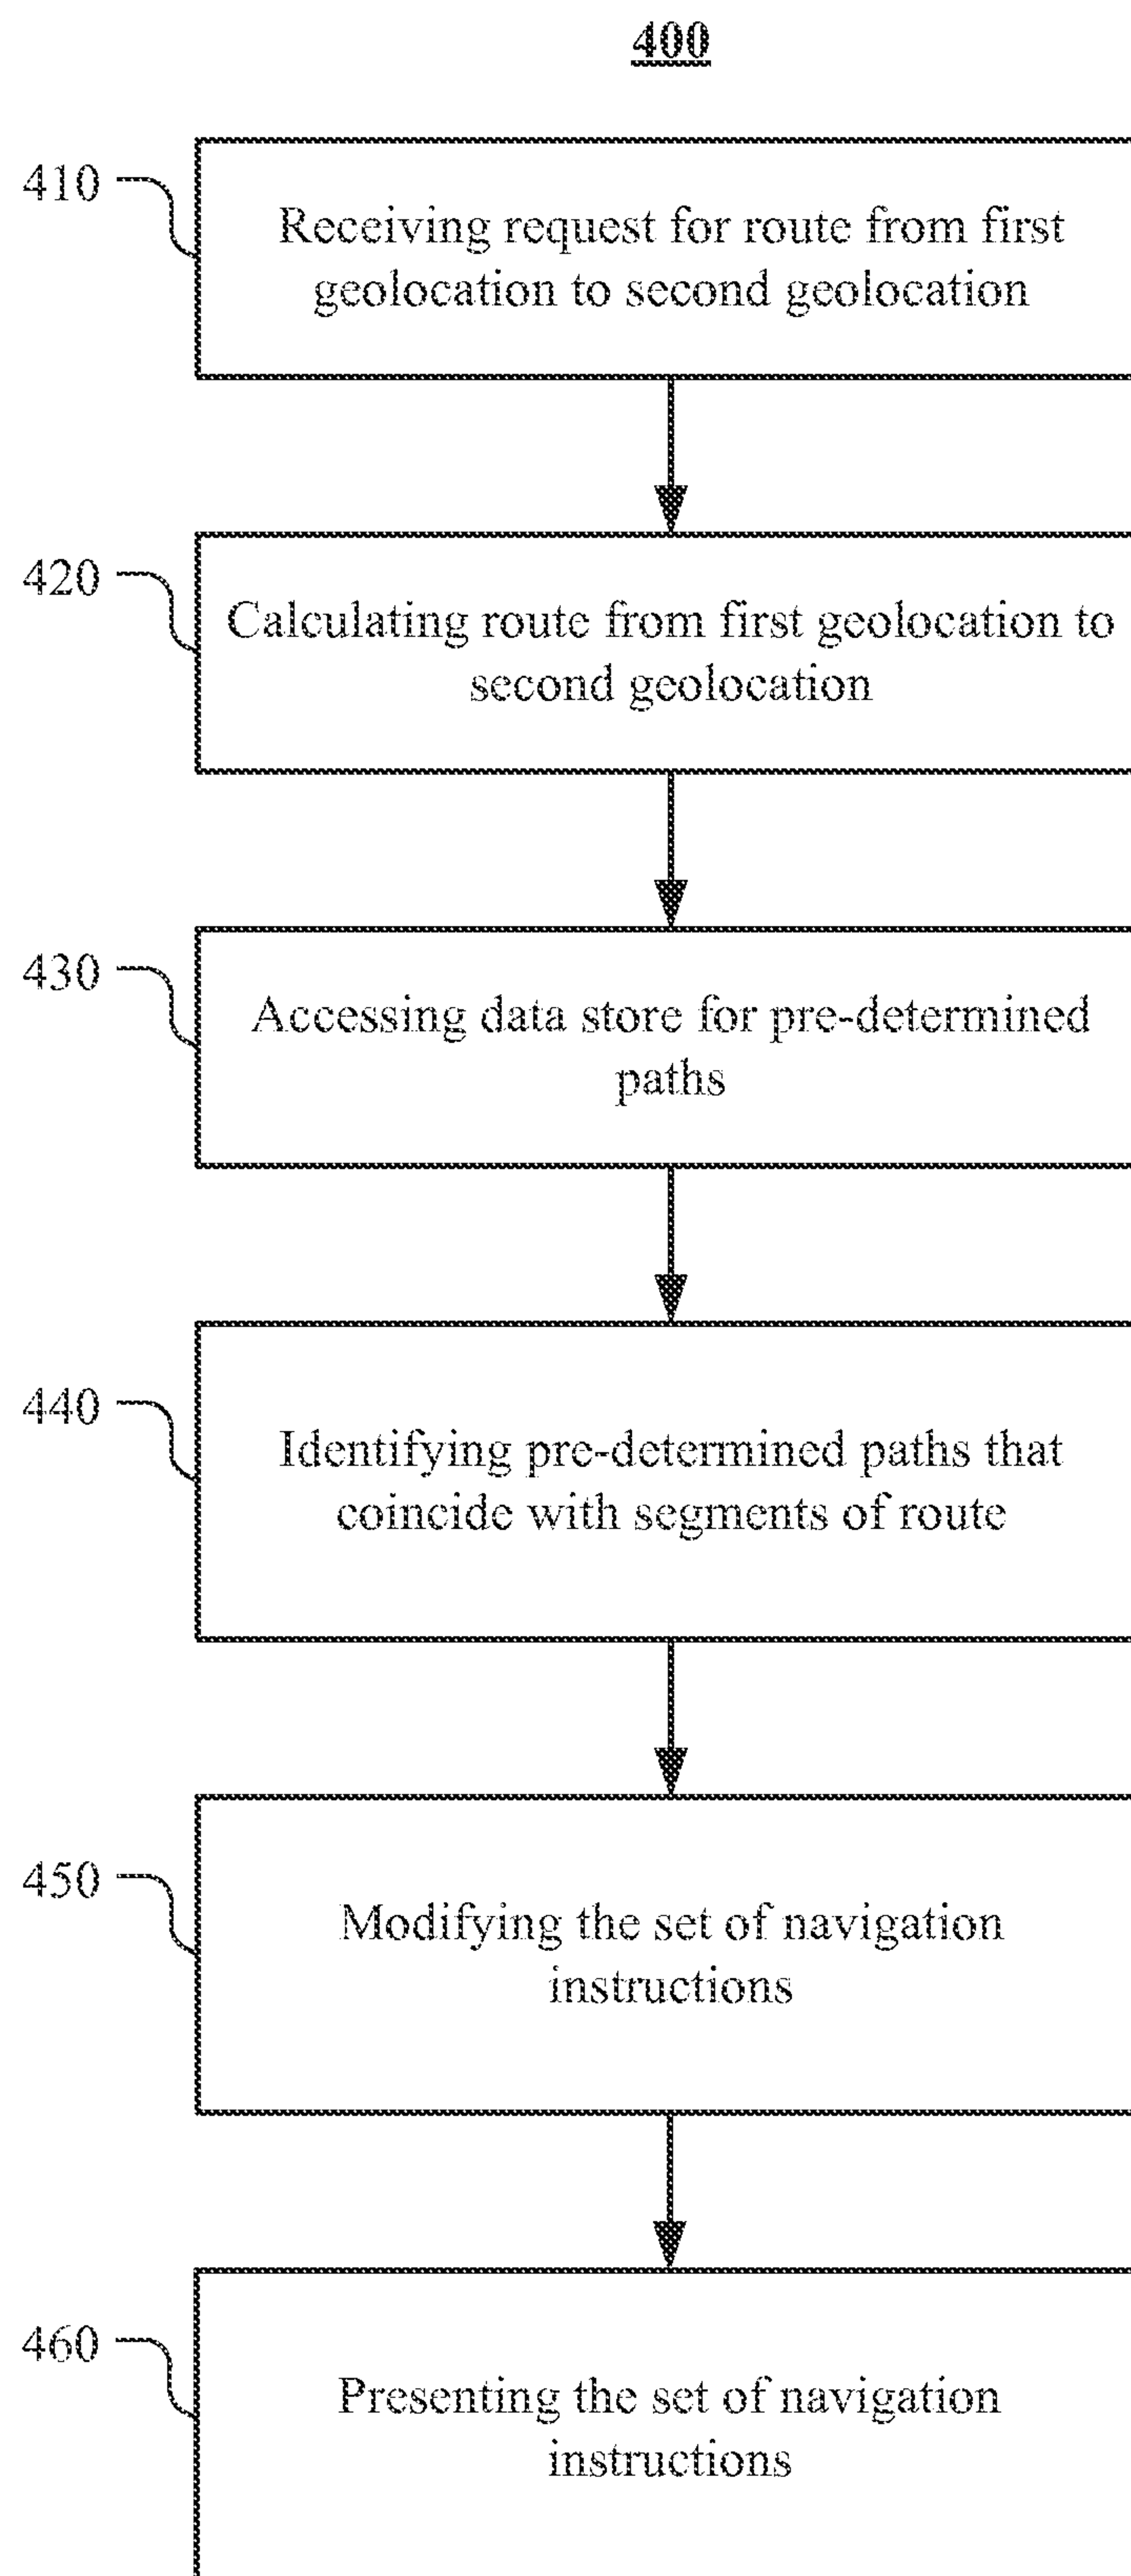 400
410
Receiving request for route from first
geolocation to second geolocation
420
Calculating route from first geolocation to
second geolocation
430
Accessing data store for pre-determined
paths
440
Identifying pre-determined paths that
coincide with segments of route
450
Modifying the set of navigation
instructions
460
Presenting the set of navigation
instructions